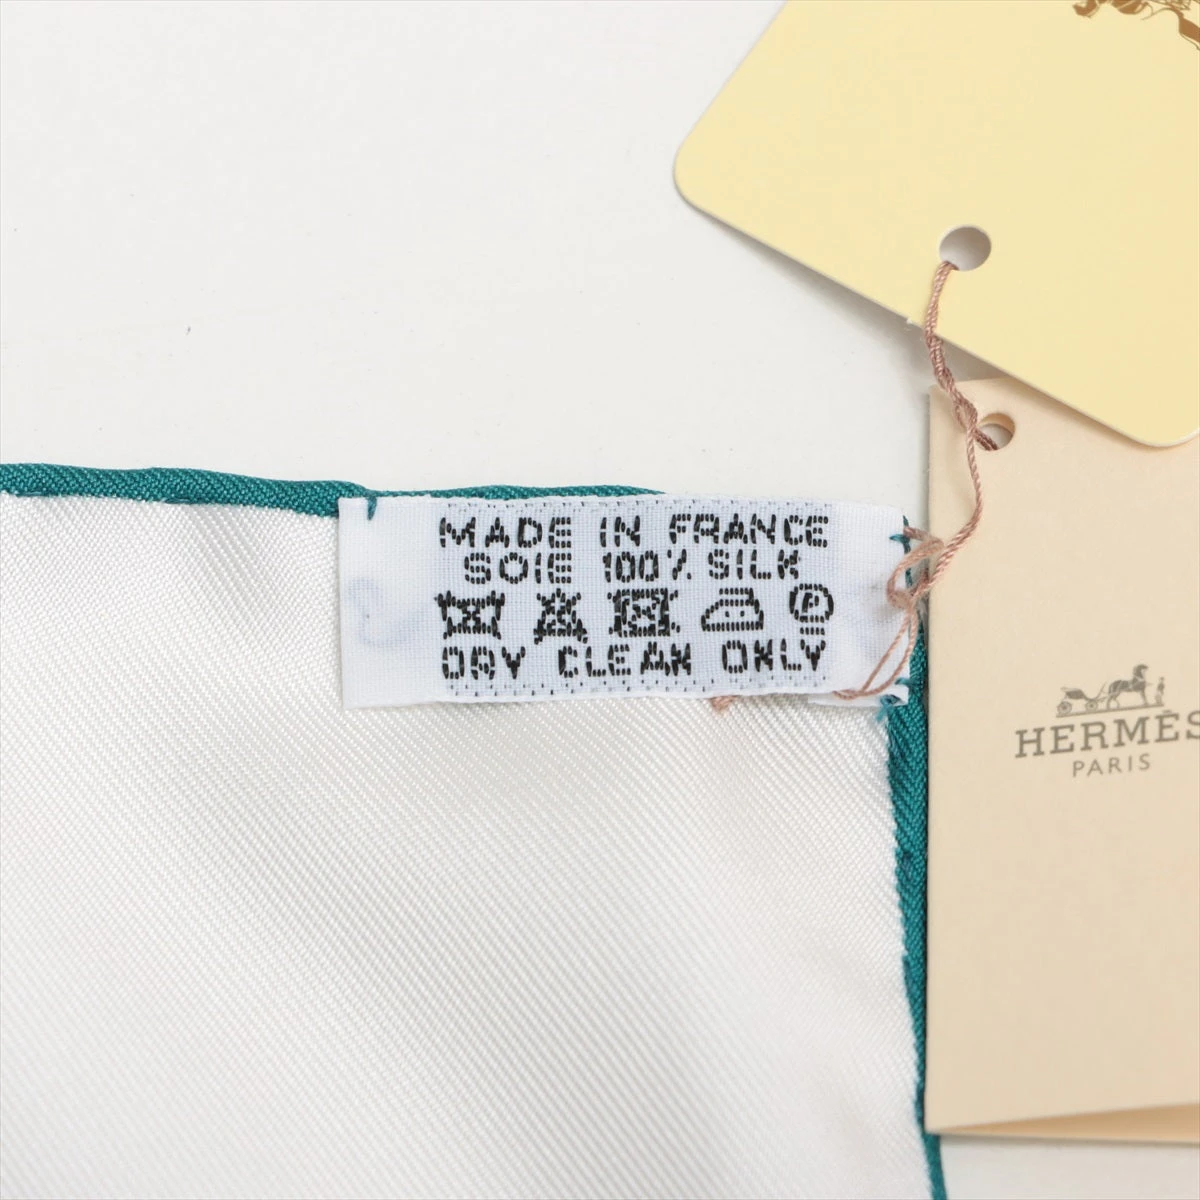 MADE IN FRANCE
SOIE 100% SILK
P
DRY CLEAN ONLY
HERMÈS
PARIS